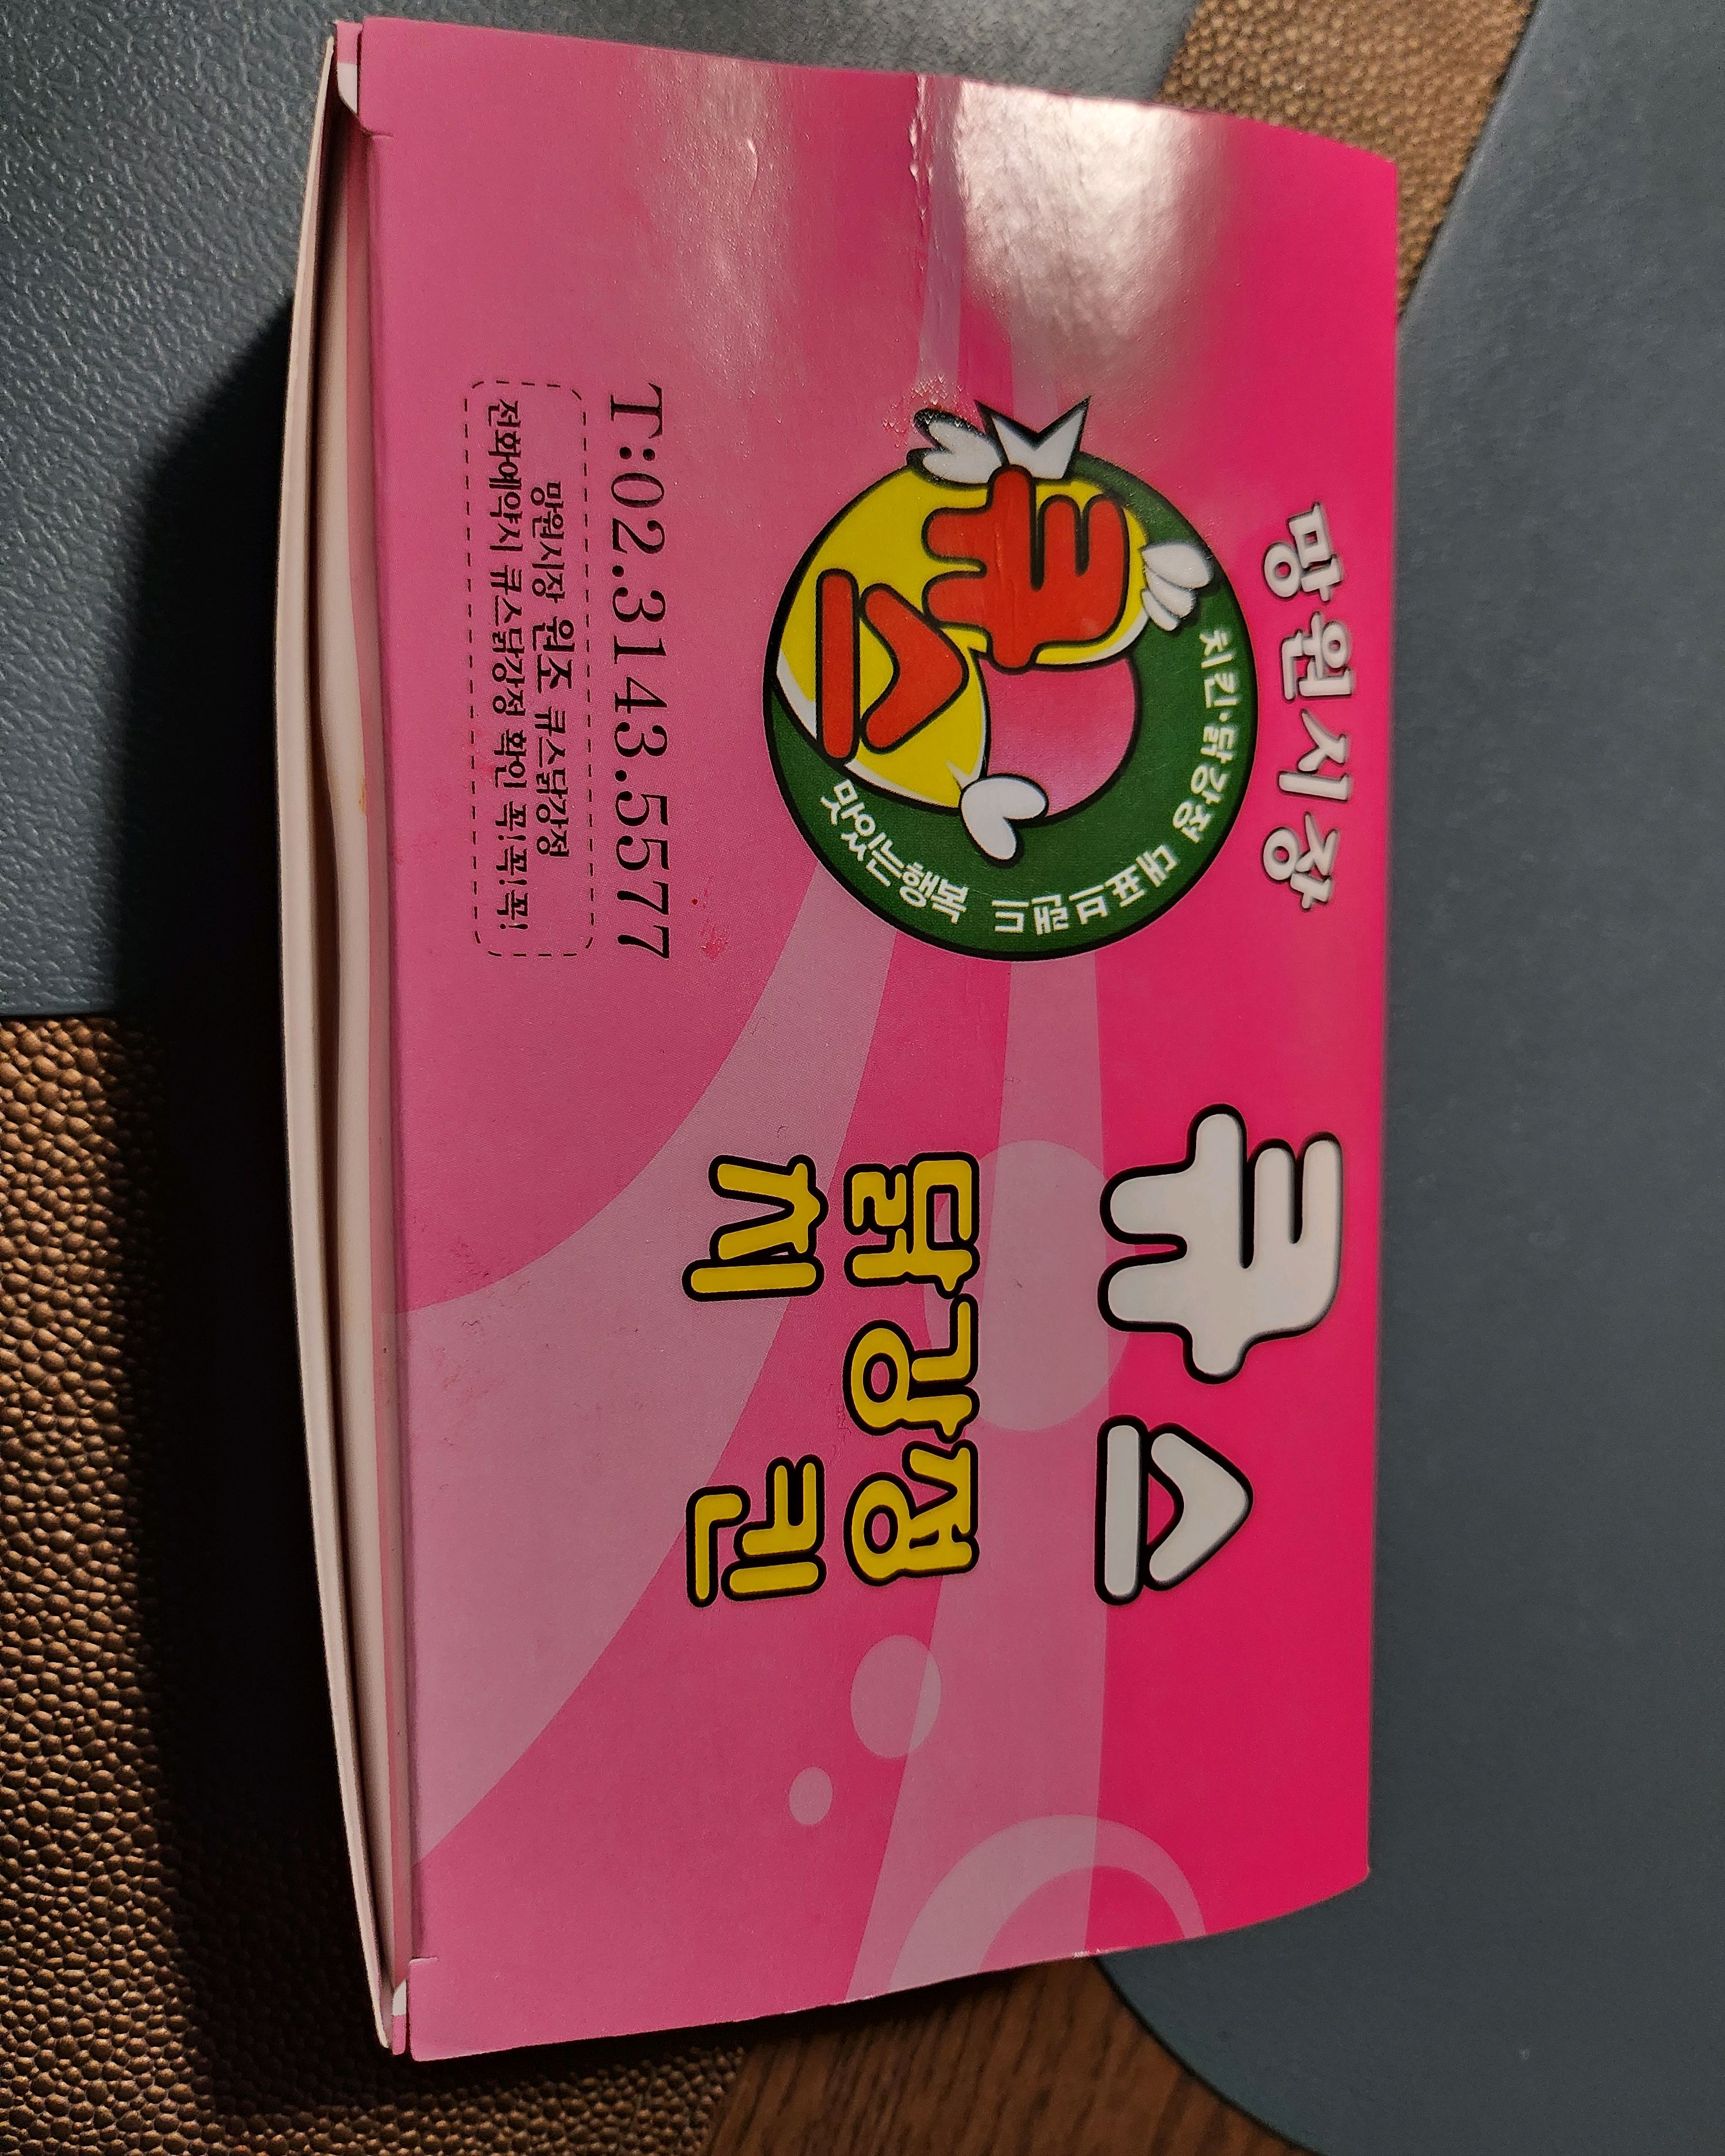 망원시장
큐스
치킨·닭강정 대표브랜드 맛있는행복
T:02.3143.5577
망원시장 원조 큐스닭강정
전화예약시 큐스닭강정 확인 꼭!꼭!꼭!
큐스
닭강정
치킨